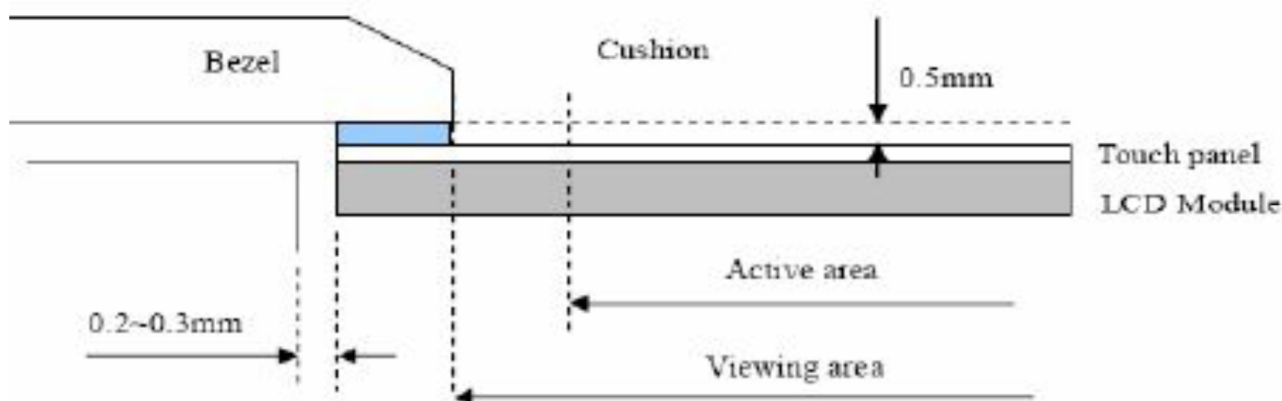 Bezel
Cushion
0.5mm
Touch panel
LCD Module
Active area
0.2~0.3mm
Viewing area